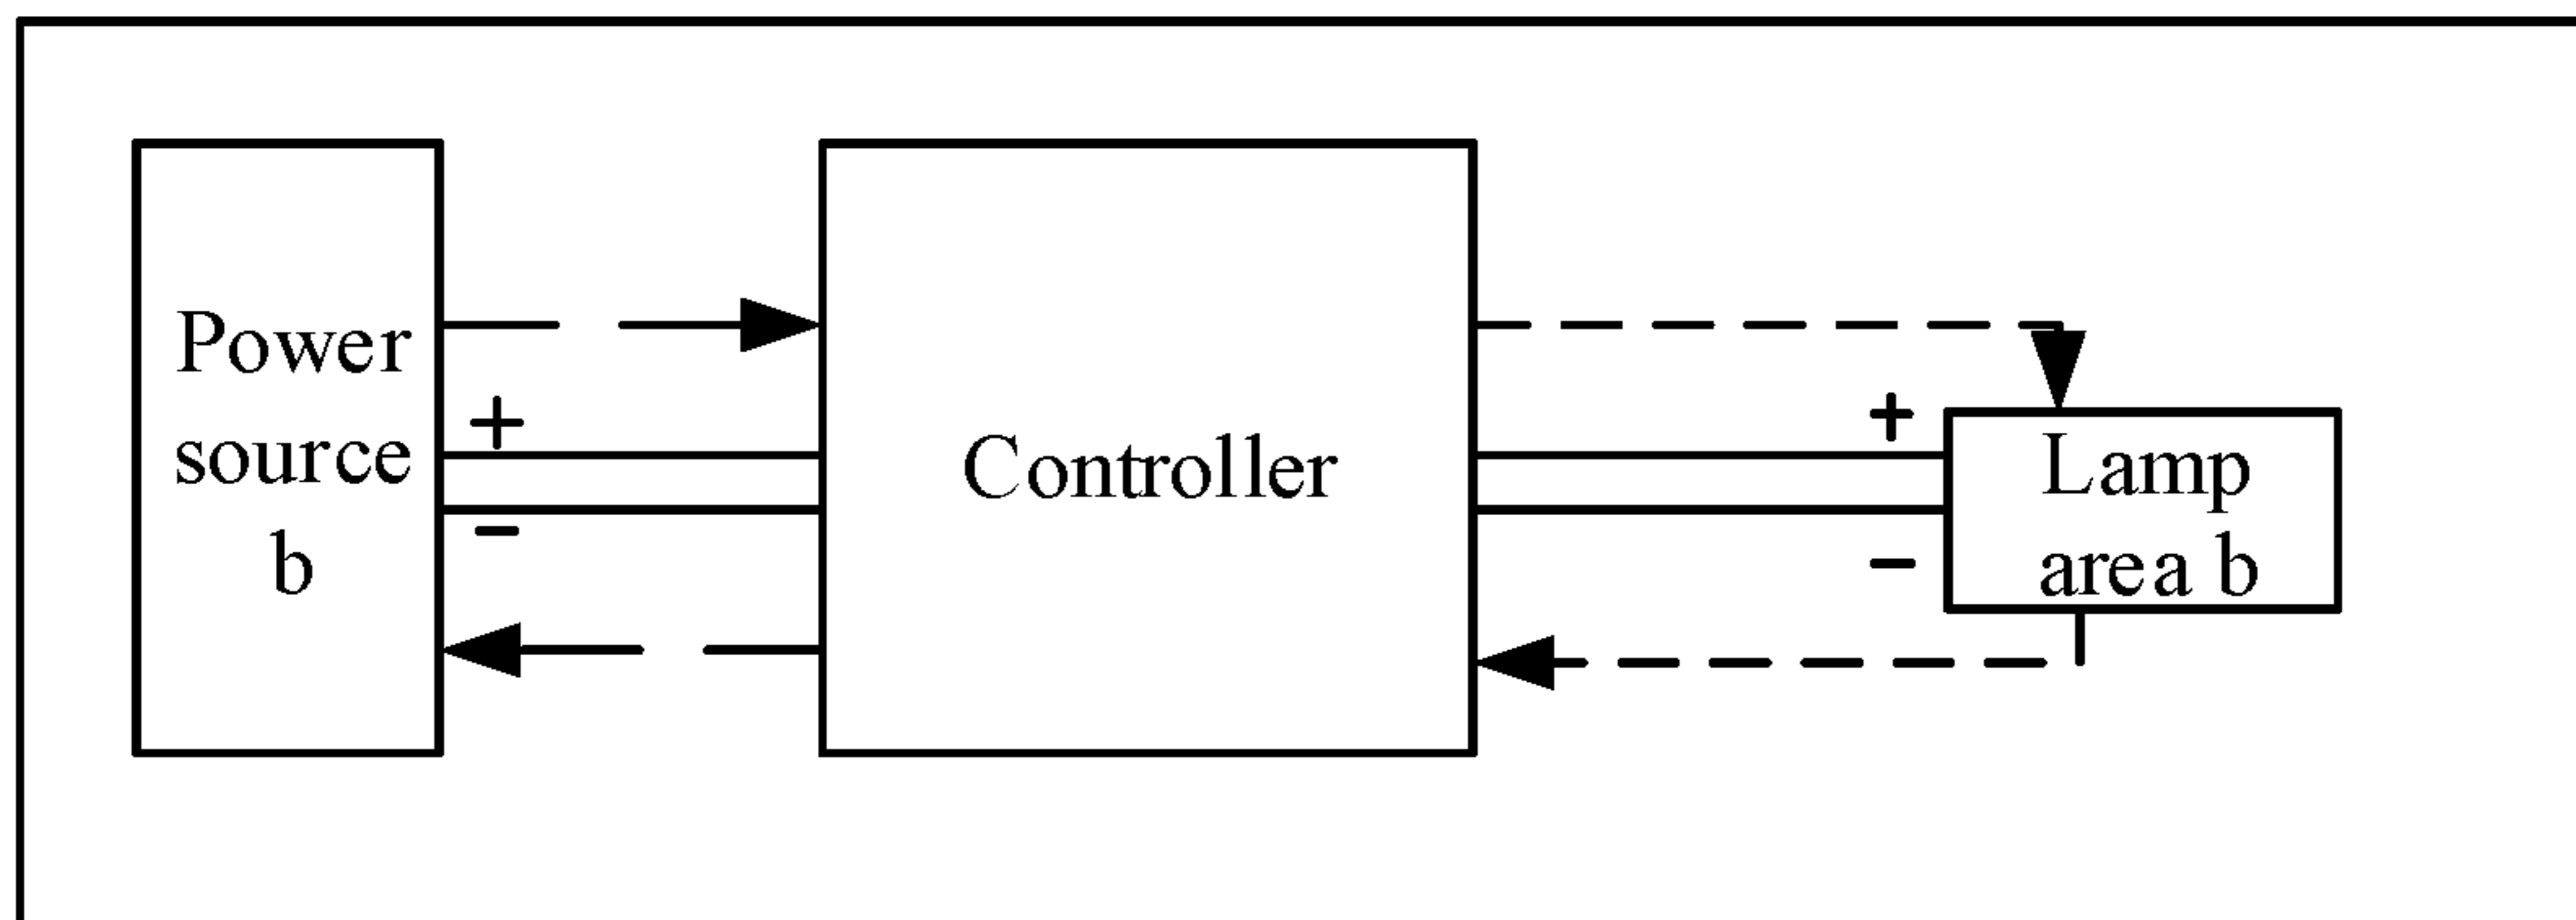 Power
source
b
+
−
Controller
+
−
Lamp
area b